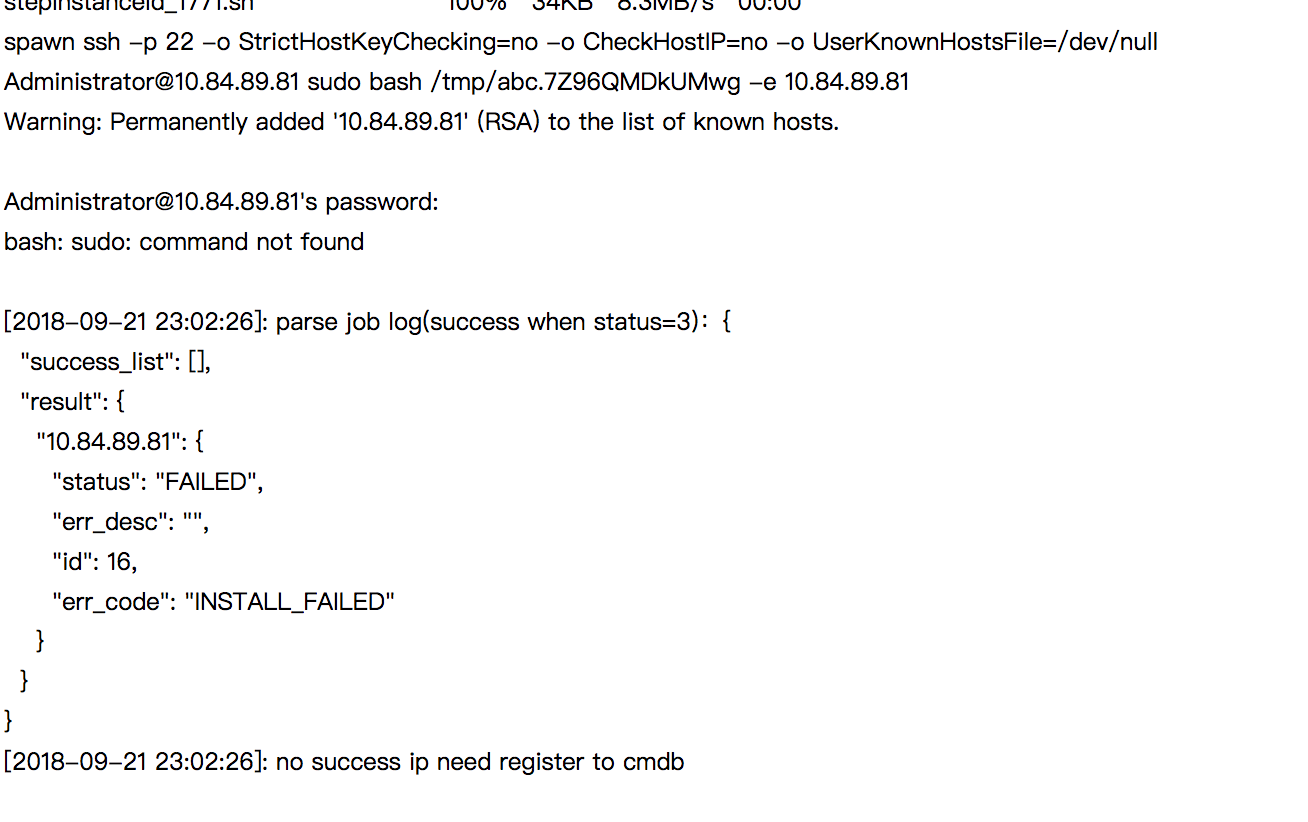 stepInstanceId_1771.sh 100% 34KB 8.3MB/s 00:00
spawn ssh –p 22 –o StrictHostKeyChecking=no –o CheckHostIP=no –o UserKnownHostsFile=/dev/null
Administrator@10.84.89.81 sudo bash /tmp/abc.7Z96QMDkUMwg –e 10.84.89.81
Warning: Permanently added '10.84.89.81' (RSA) to the list of known hosts.
Administrator@10.84.89.81's password:
bash: sudo: command not found
[2018–09–21 23:02:26]: parse job log(success when status=3): {
"success_list": [],
"result": {
"10.84.89.81": {
"status": "FAILED",
"err_desc": "",
"id": 16,
"err_code": "INSTALL_FAILED"
}
}
}
[2018–09–21 23:02:26]: no success ip need register to cmdb